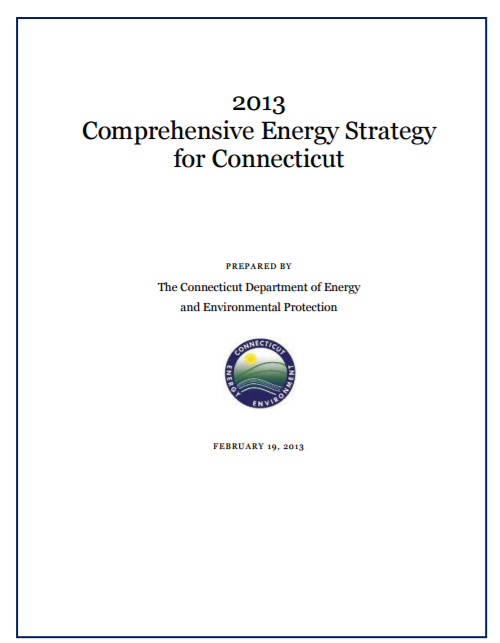 2013
Comprehensive Energy Strategy
for Connecticut
PREPARED BY
The Connecticut Department of Energy
and Environmental Protection
CONNECTICUT
ENERGY
ENVIRONMENT
FEBRUARY 19, 2013